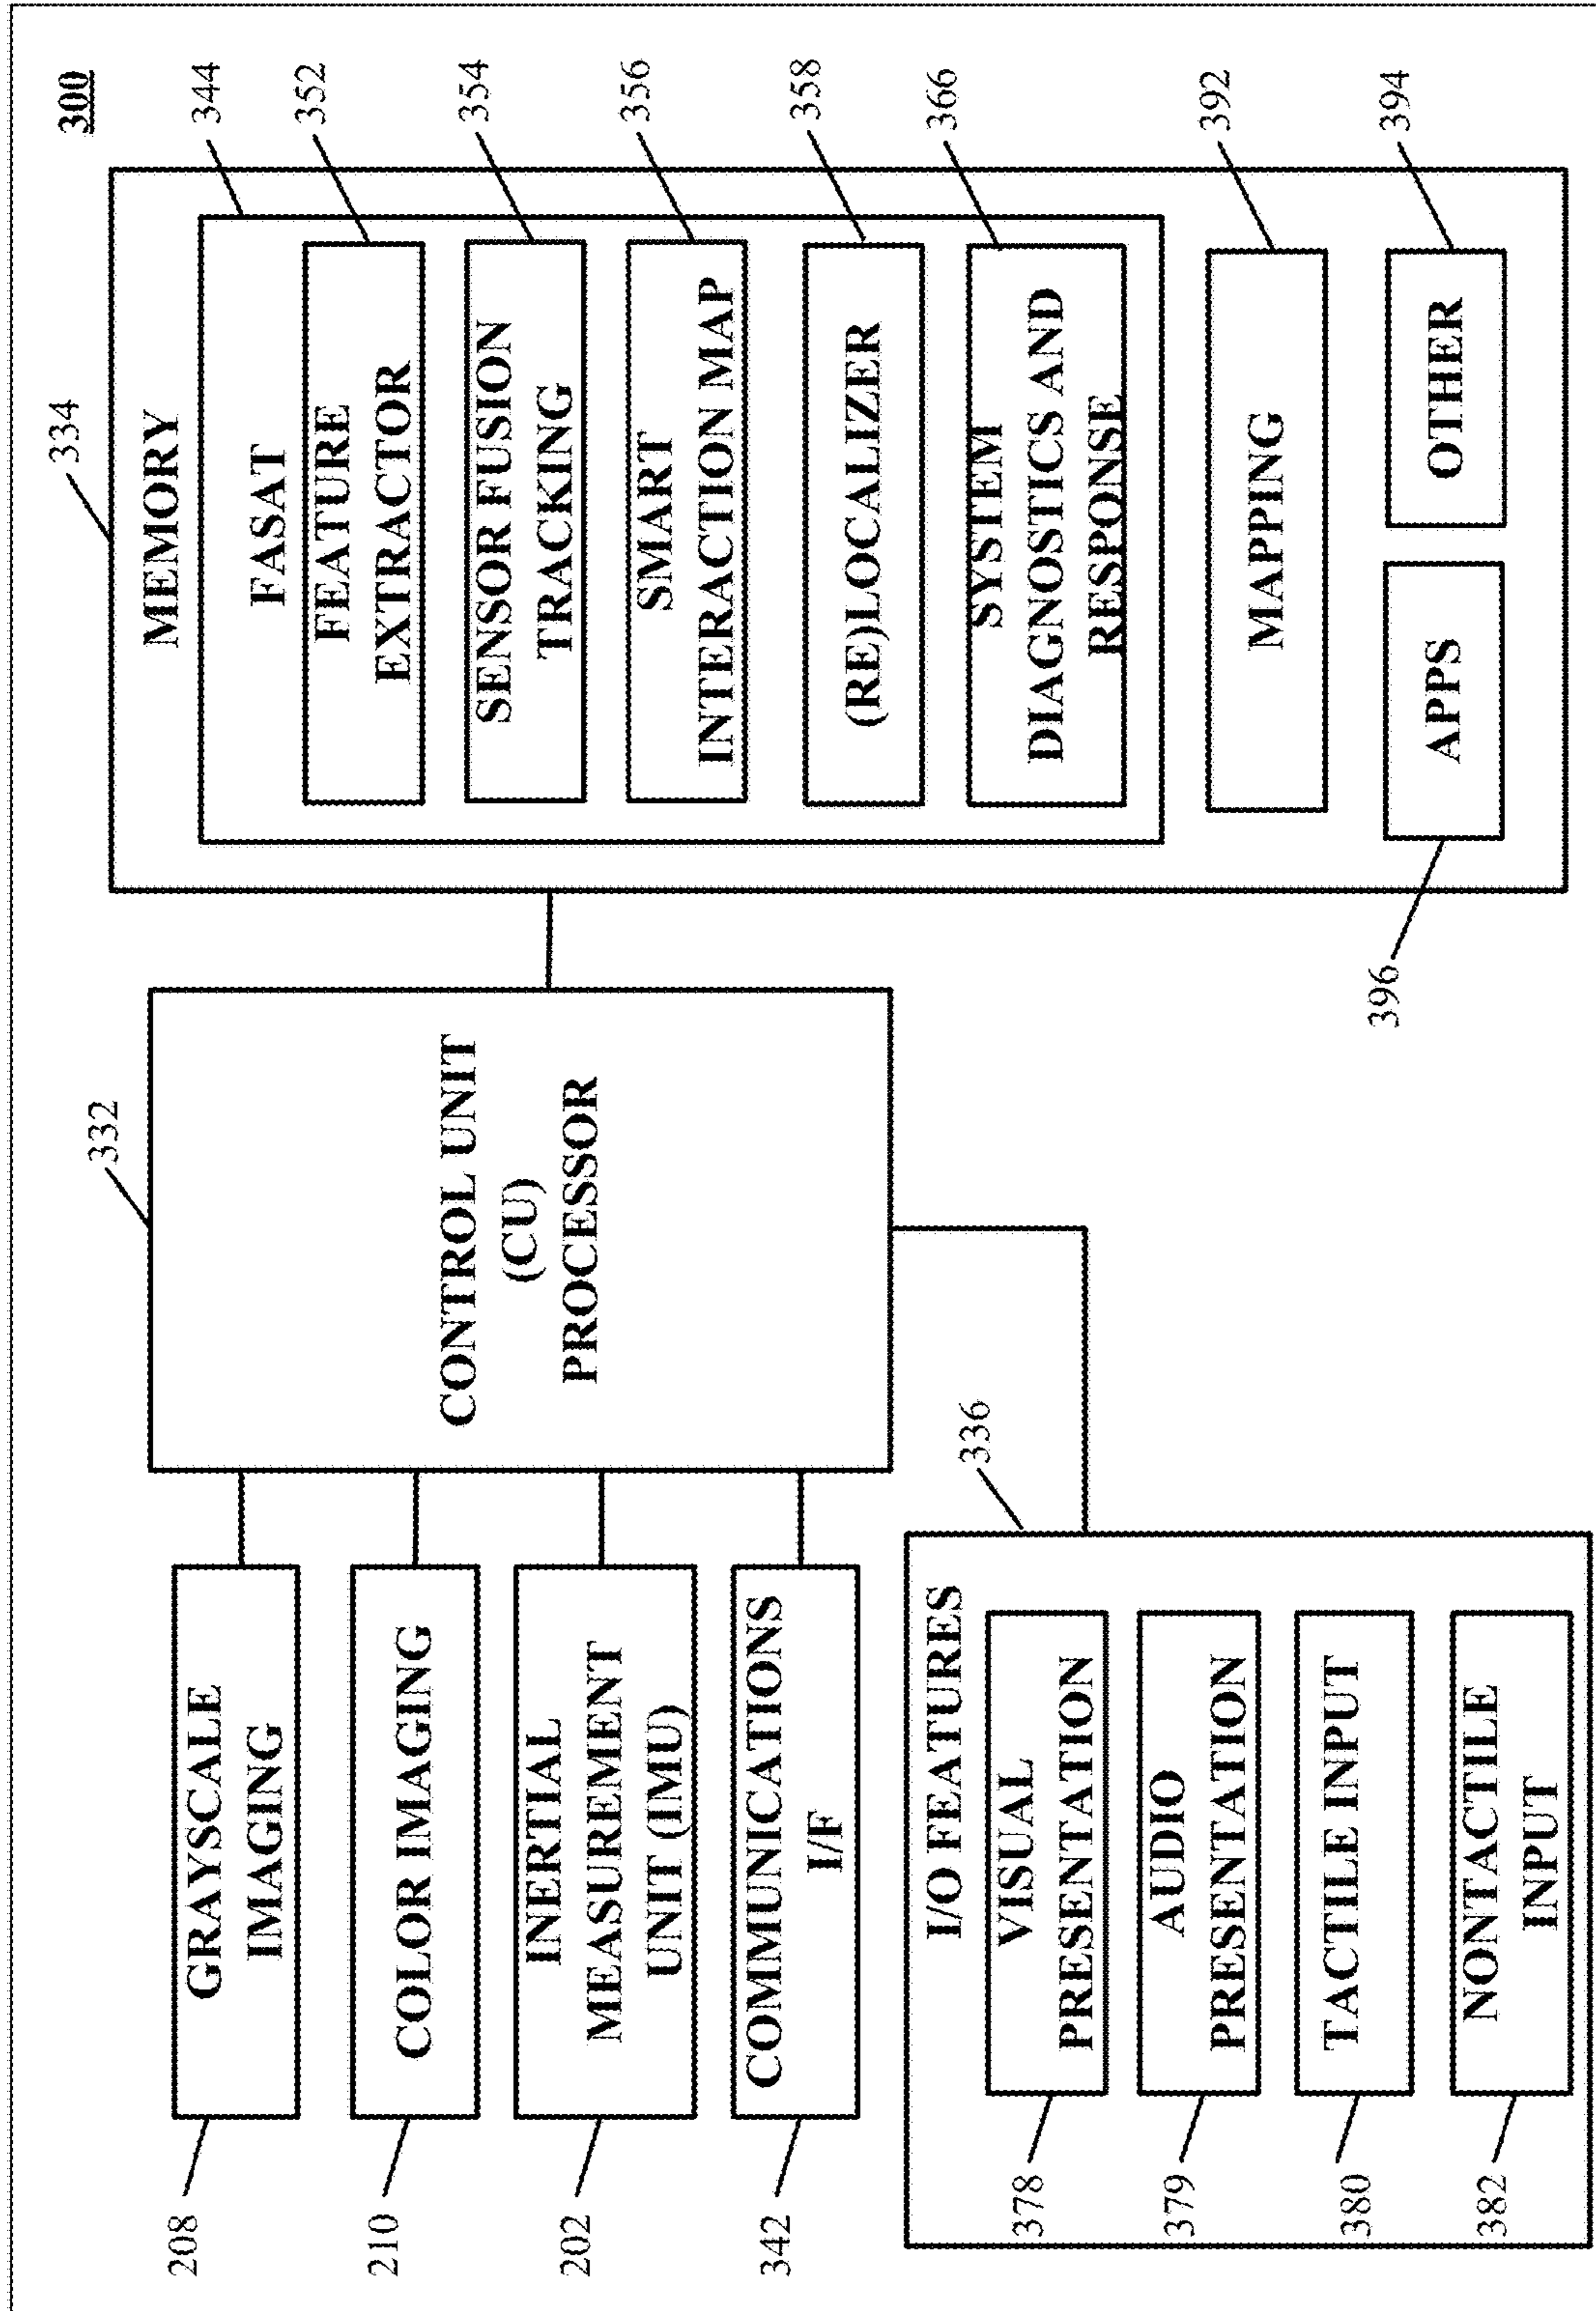 300
334
MEMORY
344
FASAT
352
FEATURE
EXTRACTOR
354
SENSOR FUSION
TRACKING
356
SMART
INTERACTION MAP
358
(RE)LOCALIZER
366
SYSTEM
DIAGNOSTICS AND
RESPONSE
392
MAPPING
396
APPS
OTHER
394
332
CONTROL UNIT
(CU)
PROCESSOR
208
GRAYSCALE
IMAGING
210
COLOR IMAGING
202
INERTIAL
MEASUREMENT
UNIT (IMU)
342
COMMUNICATIONS
I/F
336
I/O FEATURES
378
VISUAL
PRESENTATION
379
AUDIO
PRESENTATION
380
TACTILE INPUT
382
NONTACTILE
INPUT